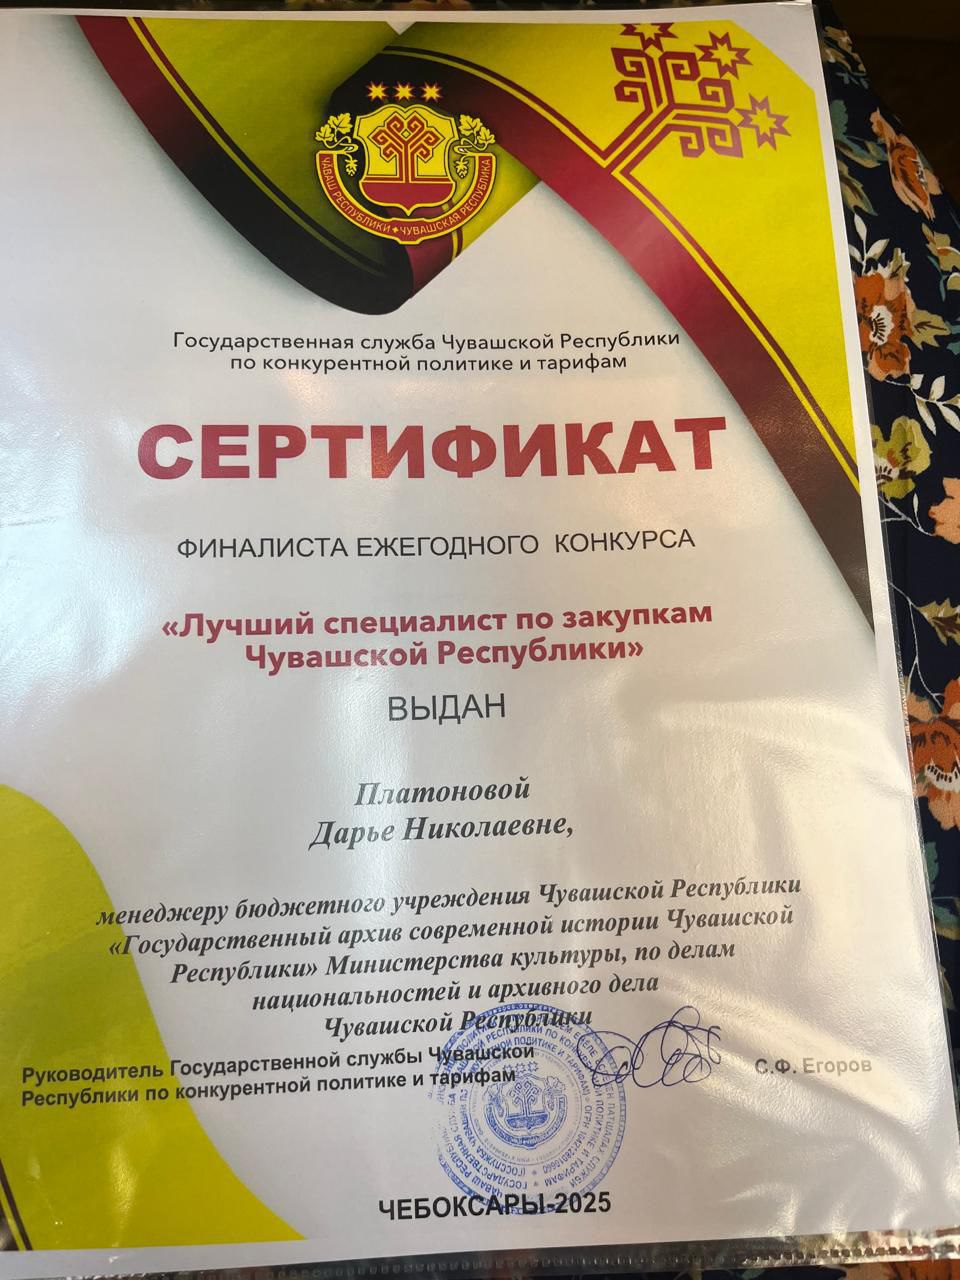 ЧӐВАШ РЕСПУБЛИКИ ✦ ЧУВАШСКАЯ РЕСПУБЛИКА
Государственная служба Чувашской Республики
по конкурентной политике и тарифам
СЕРТИФИКАТ
ФИНАЛИСТА ЕЖЕГОДНОГО КОНКУРСА
«Лучший специалист по закупкам
Чувашской Республики»
ВЫДАН
Платоновой
Дарье Николаевне,
менеджеру бюджетного учреждения Чувашской Республики
«Государственный архив современной истории Чувашской
Республики» Министерства культуры, по делам
национальностей и архивного дела
Чувашской Республики
Руководитель Государственной службы Чувашской
Республики по конкурентной политике и тарифам
С.Ф. Егоров
ЧЕБОКСАРЫ-2025